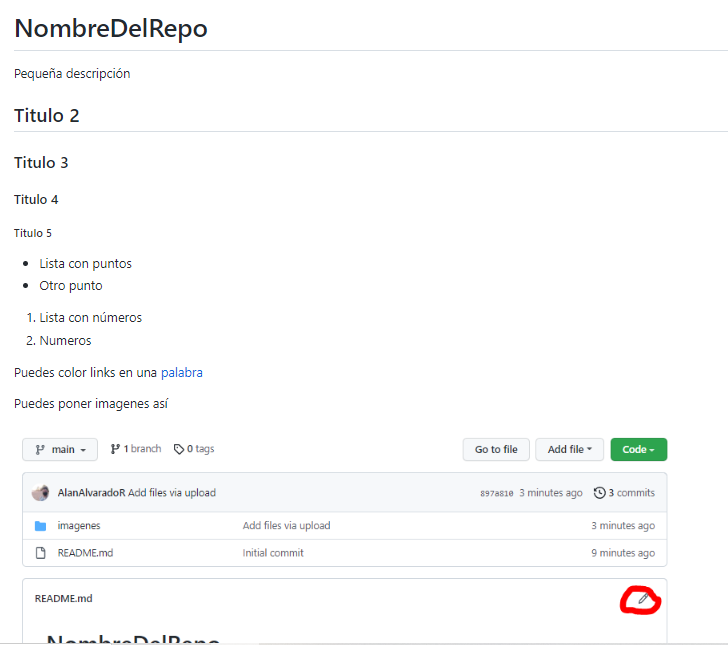 NombreDelRepo
Pequeña descripción
Titulo 2
Titulo 3
Titulo 4
Titulo 5
Lista con puntos
Otro punto
1. Lista con números
2. Numeros
Puedes color links en una palabra
Puedes poner imagenes así
main 1 branch 0 tags Go to file Add file Code
AlanAlvaradoR Add files via upload 897a810 3 minutes ago 3 commits
imagenes Add files via upload 3 minutes ago
README.md Initial commit 9 minutes ago
README.md
NombreDelRepo